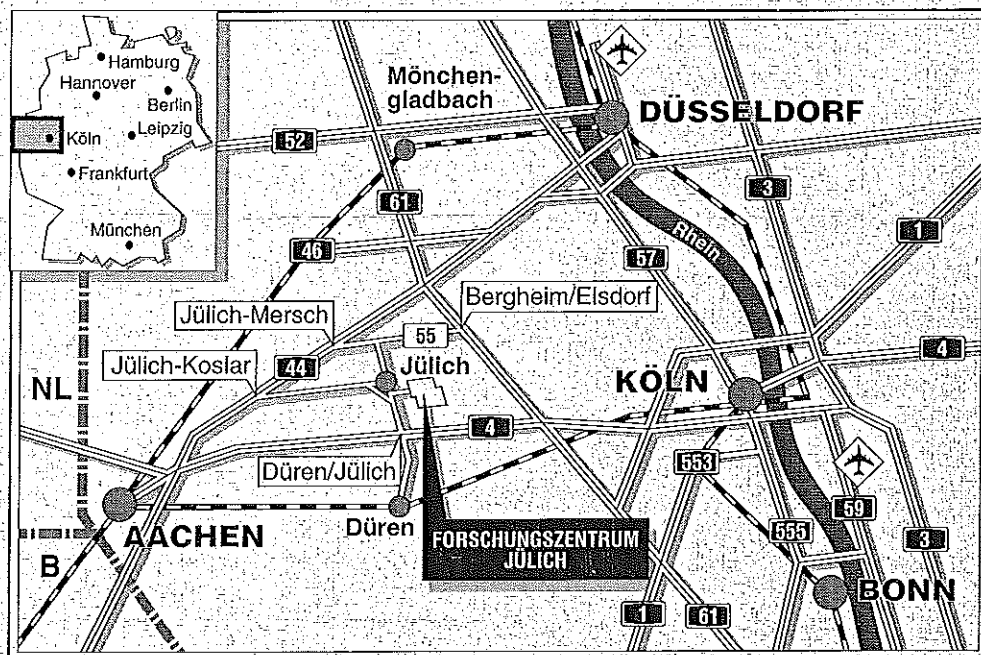 Hamburg
Hannover
Berlin
Köln
Leipzig
Frankfurt
München
Mönchen-
gladbach
DÜSSELDORF
52
61
3
1
46
Rhein
57
Bergheim/Elsdorf
Jülich-Mersch
55
Jülich-Koslar
44
Jülich
4
NL
KÖLN
4
Düren/Jülich
553
AACHEN
Düren
59
B
FORSCHUNGSZENTRUM
JÜLICH
555
3
BONN
1
61